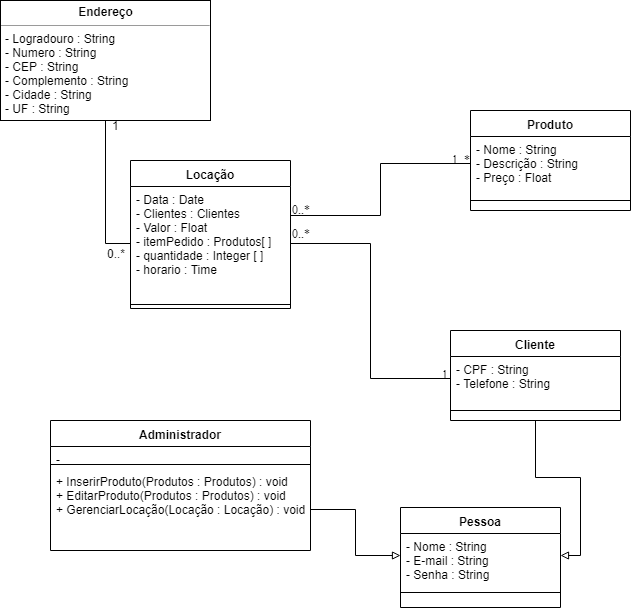 Endereço
- Logradouro : String
- Numero : String
- CEP : String
- Complemento : String
- Cidade : String
- UF : String
1
Produto
- Nome : String
- Descrição : String
- Preço : Float
1..*
Locação
- Data : Date
- Clientes : Clientes
- Valor : Float
- itemPedido : Produtos[ ]
- quantidade : Integer [ ]
- horario : Time
0..*
0..*
0..*
Cliente
- CPF : String
- Telefone : String
1
Administrador
-
+ InserirProduto(Produtos : Produtos) : void
+ EditarProduto(Produtos : Produtos) : void
+ GerenciarLocação(Locação : Locação) : void
Pessoa
- Nome : String
- E-mail : String
- Senha : String